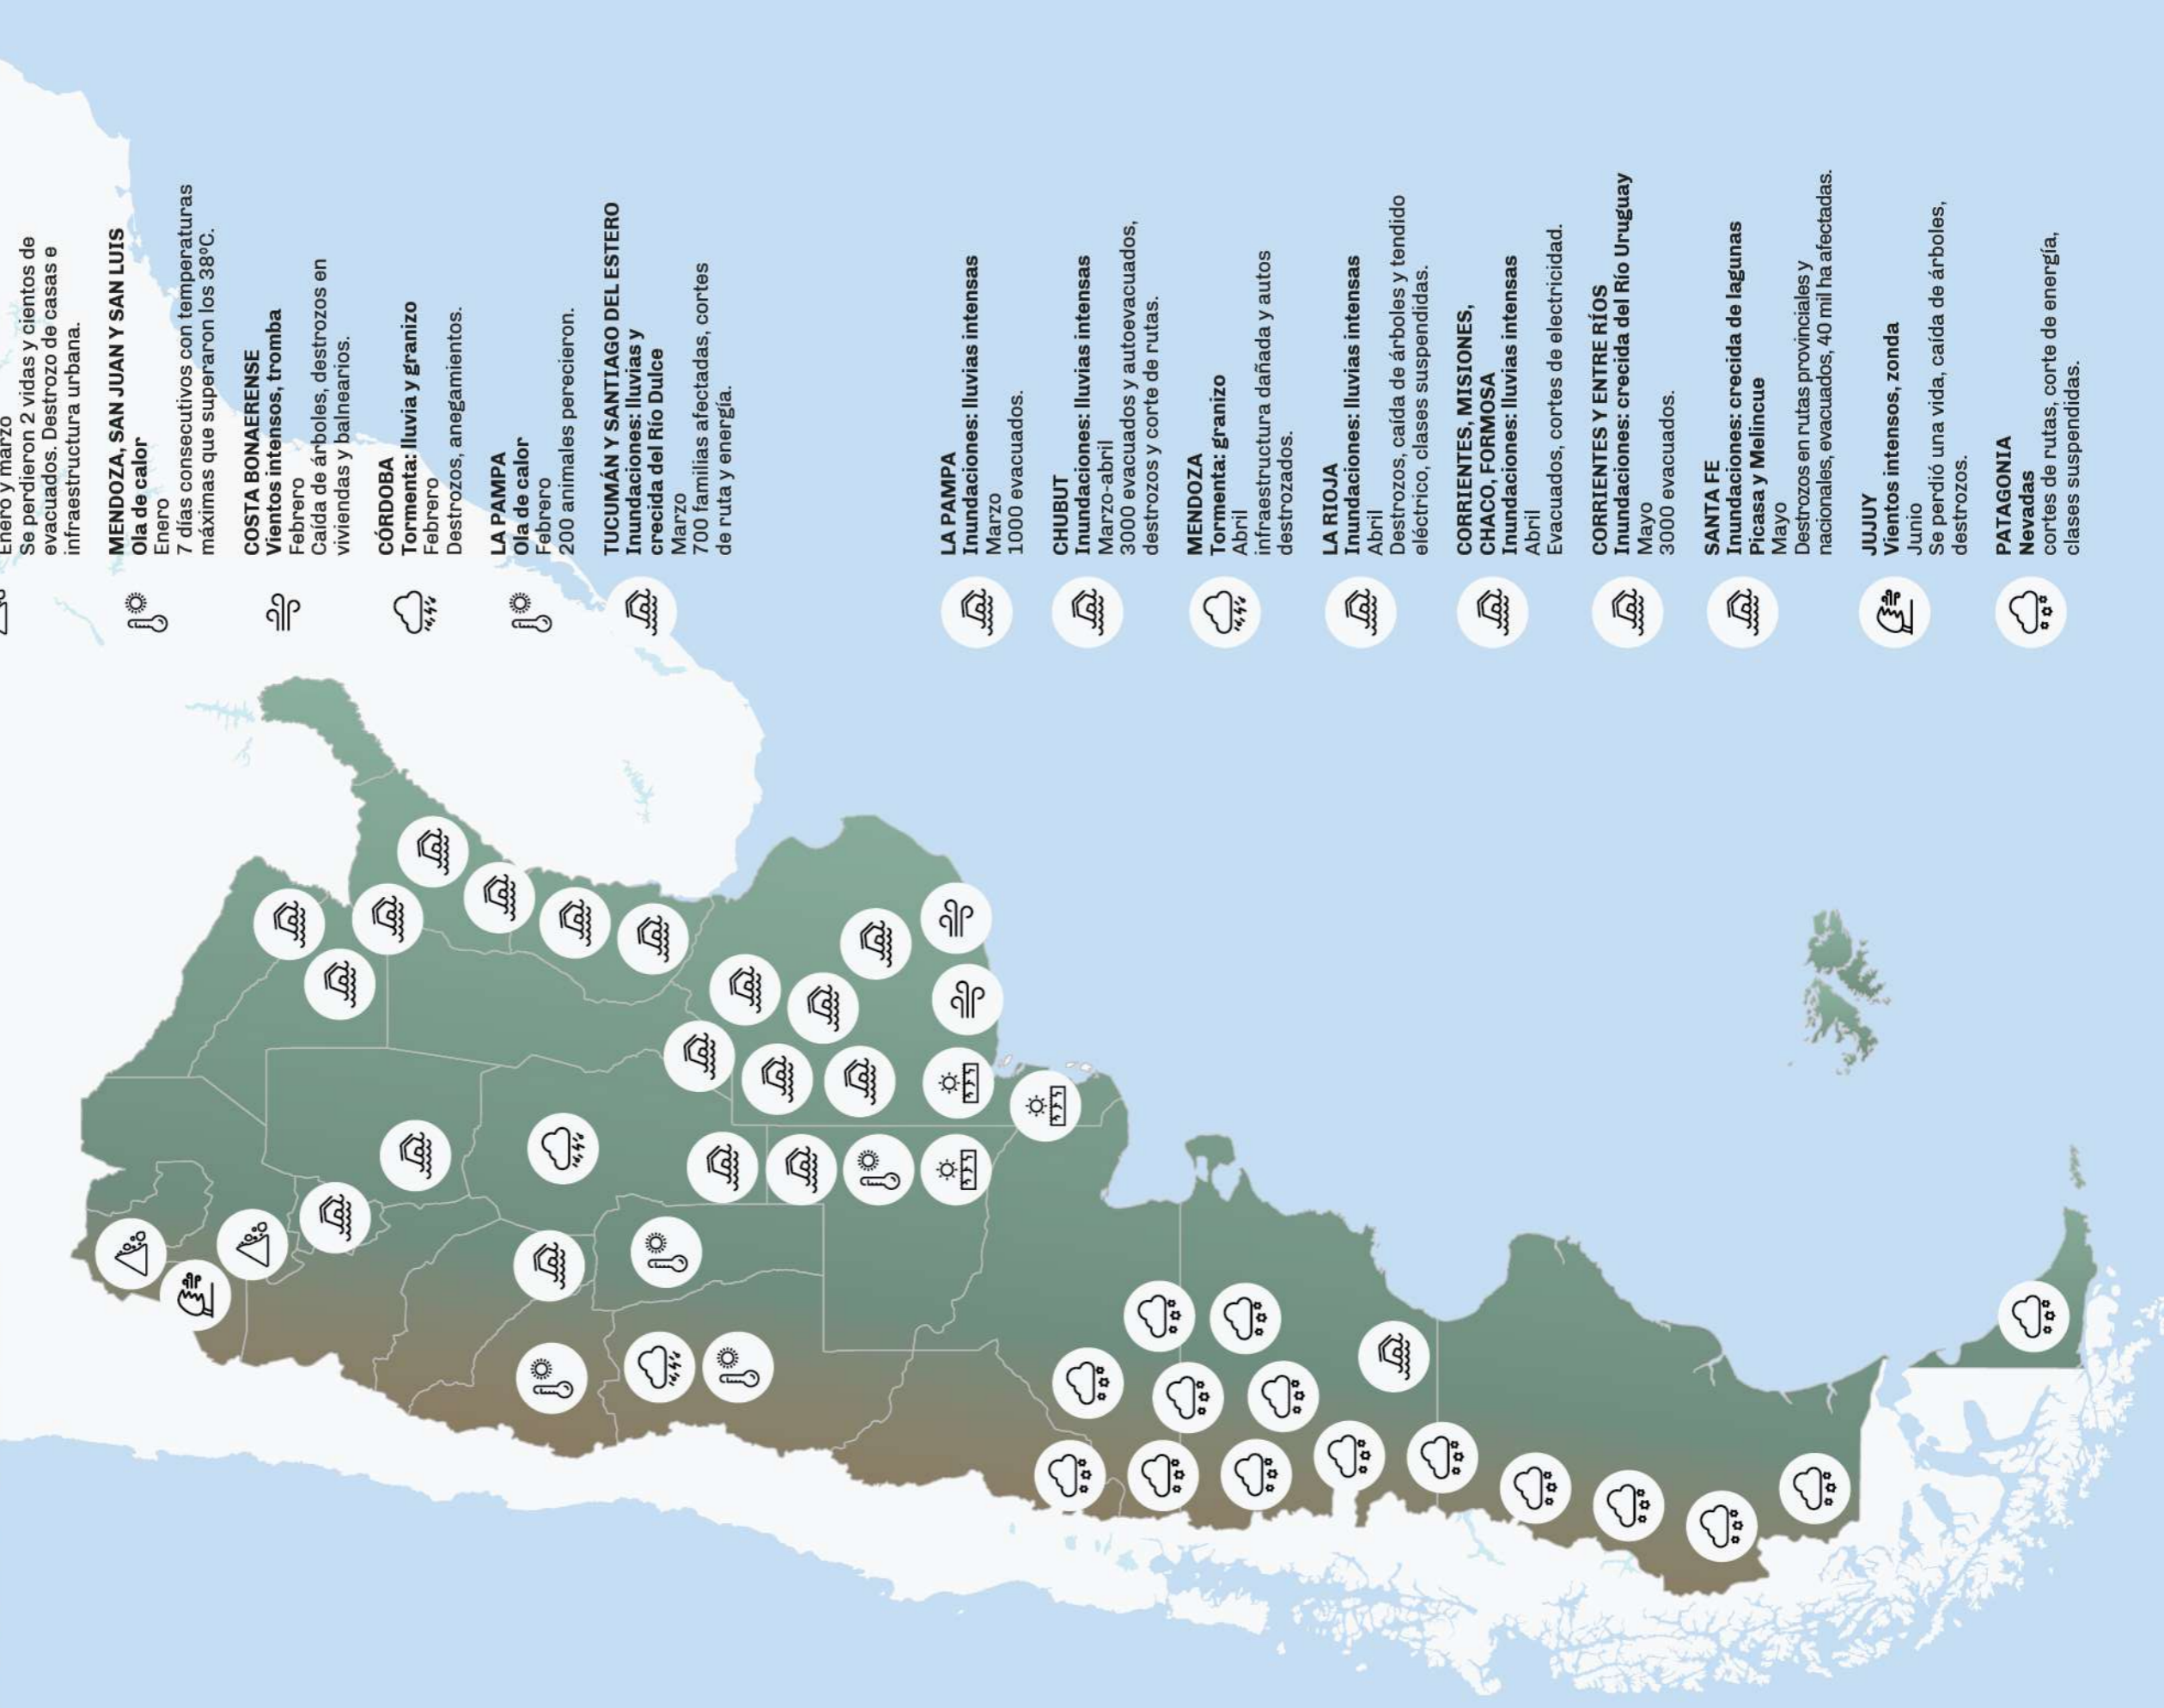 Enero y marzo
Se perdieron 2 vidas y cientos de
evacuados. Destrozo de casas e
infraestructura urbana.
MENDOZA, SAN JUAN Y SAN LUIS
Ola de calor
Enero
7 días consecutivos con temperaturas
máximas que superaron los 38ºC.
COSTA BONAERENSE
Vientos intensos, tromba
Febrero
Caída de árboles, destrozos en
viviendas y balnearios.
CÓRDOBA
Tormenta: lluvia y granizo
Febrero
Destrozos, anegamientos.
LA PAMPA
Ola de calor
Febrero
200 animales perecieron.
TUCUMÁN Y SANTIAGO DEL ESTERO
Inundaciones: lluvias y
crecida del Río Dulce
Marzo
700 familias afectadas, cortes
de ruta y energía.
LA PAMPA
Inundaciones: lluvias intensas
Marzo
1000 evacuados.
CHUBUT
Inundaciones: lluvias intensas
Marzo-abril
3000 evacuados y autoevacuados,
destrozos y corte de rutas.
MENDOZA
Tormenta: granizo
Abril
infraestructura dañada y autos
destrozados.
LA RIOJA
Inundaciones: lluvias intensas
Abril
Destrozos, caída de árboles y tendido
eléctrico, clases suspendidas.
CORRIENTES, MISIONES,
CHACO, FORMOSA
Inundaciones: lluvias intensas
Abril
Evacuados, cortes de electricidad.
CORRIENTES Y ENTRE RÍOS
Inundaciones: crecida del Río Uruguay
Mayo
3000 evacuados.
SANTA FE
Inundaciones: crecida de lagunas
Picasa y Melincue
Mayo
Destrozos en rutas provinciales y
nacionales, evacuados, 40 mil ha afectadas.
JUJUY
Vientos intensos, zonda
Junio
Se perdió una vida, caída de árboles,
destrozos.
PATAGONIA
Nevadas
cortes de rutas, corte de energía,
clases suspendidas.